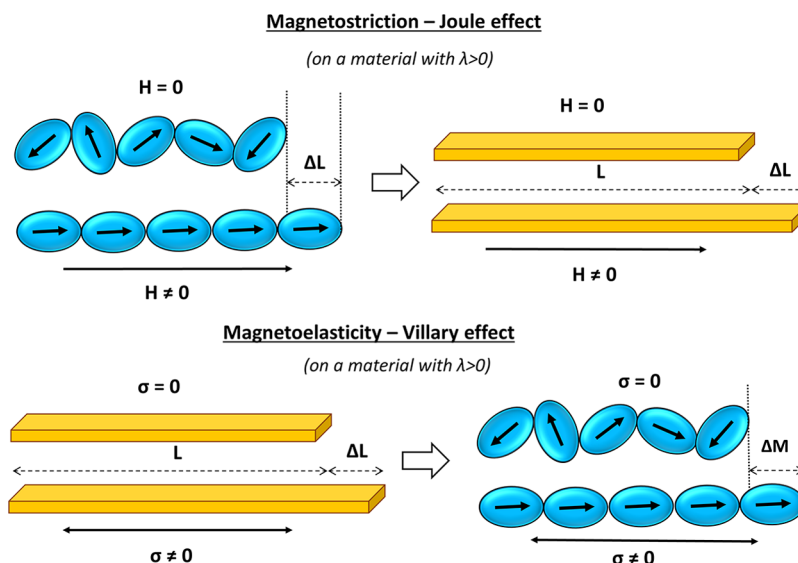 Magnetostriction – Joule effect
(on a material with λ>0)
H = 0
ΔL
H ≠ 0
H = 0
L
ΔL
H ≠ 0
Magnetoelasticity – Villary effect
(on a material with λ>0)
σ = 0
L
ΔL
σ ≠ 0
σ = 0
ΔM
σ ≠ 0